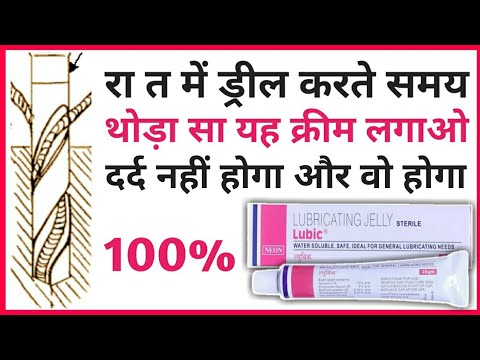 रा त में ड्रील करते समय
थोड़ा सा यह क्रीम लगाओ
दर्द नहीं होगा और वो होगा
100%
LUBRICATING JELLY STERILE
Lubic®
WATER SOLUBLE, SAFE, IDEAL FOR GENERAL LUBRICATING NEEDS
NEON